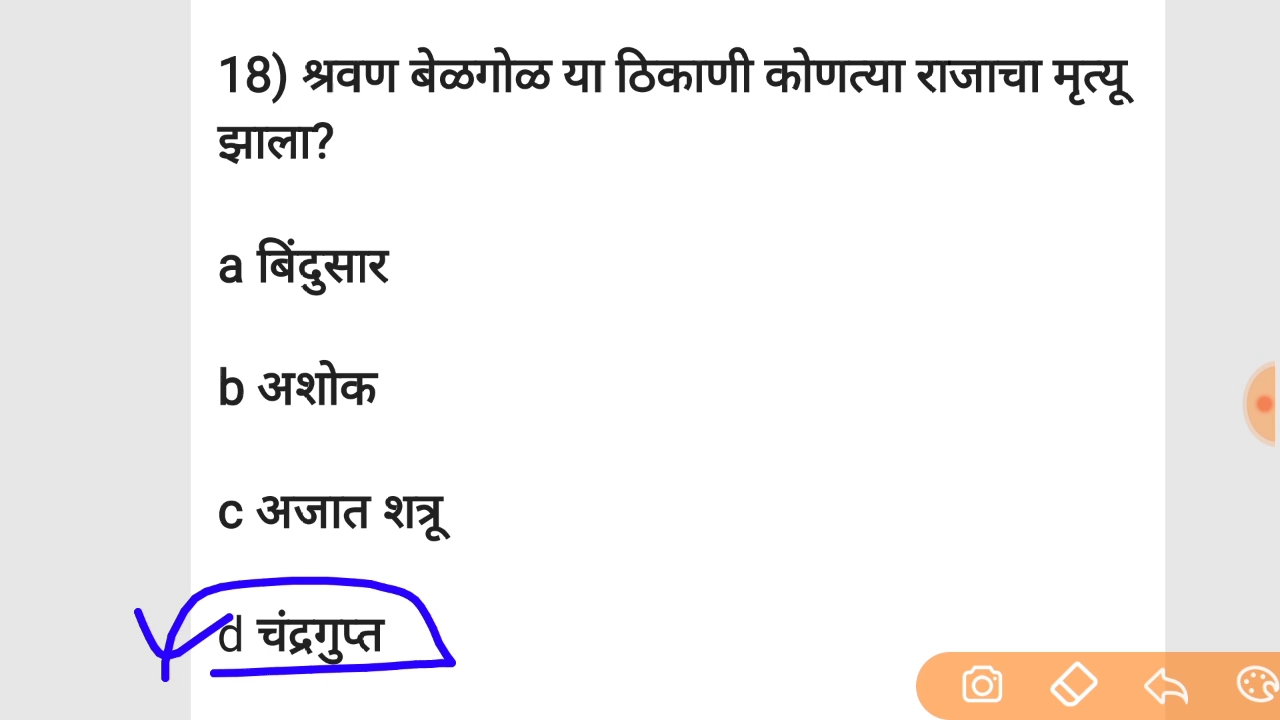 18) श्रवण बेळगोळ या ठिकाणी कोणत्या राजाचा मृत्यू
झाला?
a बिंदुसार
b अशोक
c अजात शत्रू
d चंद्रगुप्त